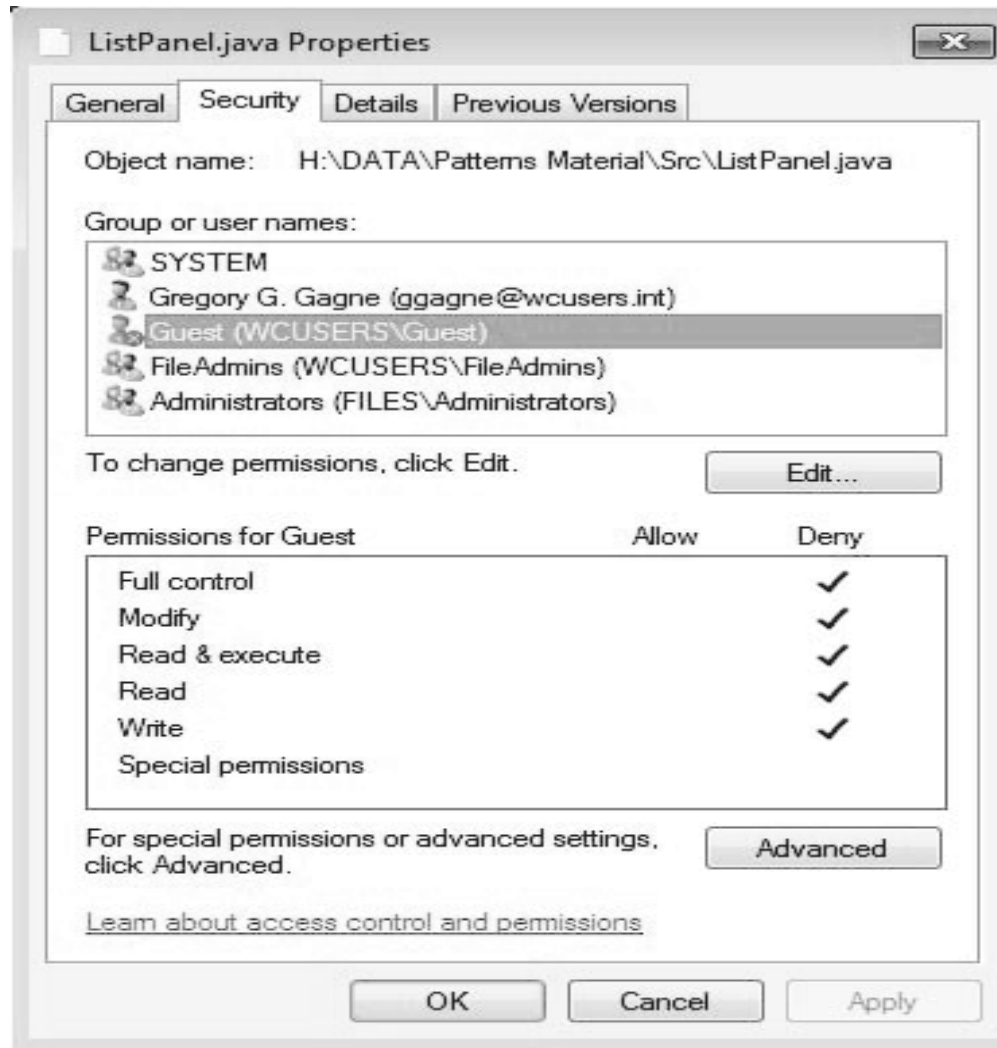 ListPanel.java Properties
General Security Details Previous Versions
Object name: H:\DATA\Patterns Material\Src\ListPanel.java
Group or user names:
SYSTEM
Gregory G. Gagne (ggagne@wcusers.int)
Guest (WCUSERS\Guest)
FileAdmins (WCUSERS\FileAdmins)
Administrators (FILES\Administrators)
To change permissions, click Edit.
Edit...
Permissions for Guest Allow Deny
Full control
Modify
Read & execute
Read
Write
Special permissions
For special permissions or advanced settings,
click Advanced.
Advanced
Learn about access control and permissions
OK Cancel Apply